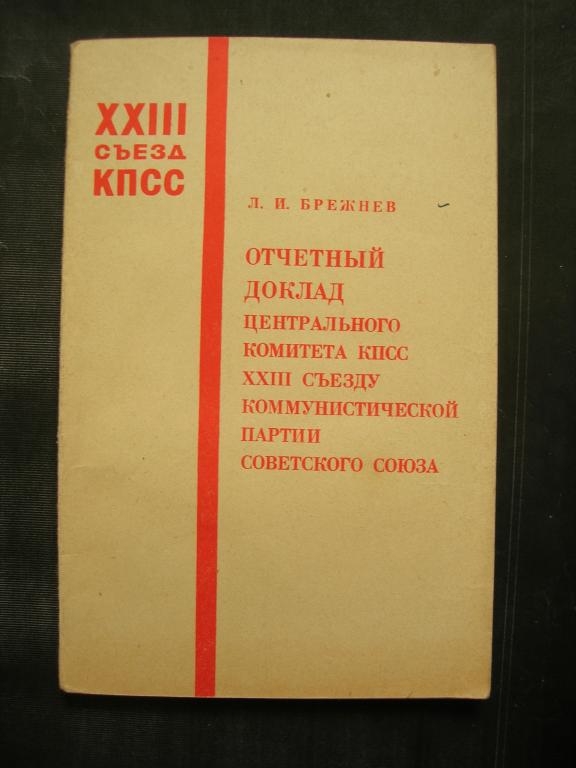 XXIII
СЪЕЗД
КПСС
Л. И. БРЕЖНЕВ
ОТЧЕТНЫЙ
ДОКЛАД
ЦЕНТРАЛЬНОГО
КОМИТЕТА КПСС
XXIII СЪЕЗДУ
КОММУНИСТИЧЕСКОЙ
ПАРТИИ
СОВЕТСКОГО СОЮЗА